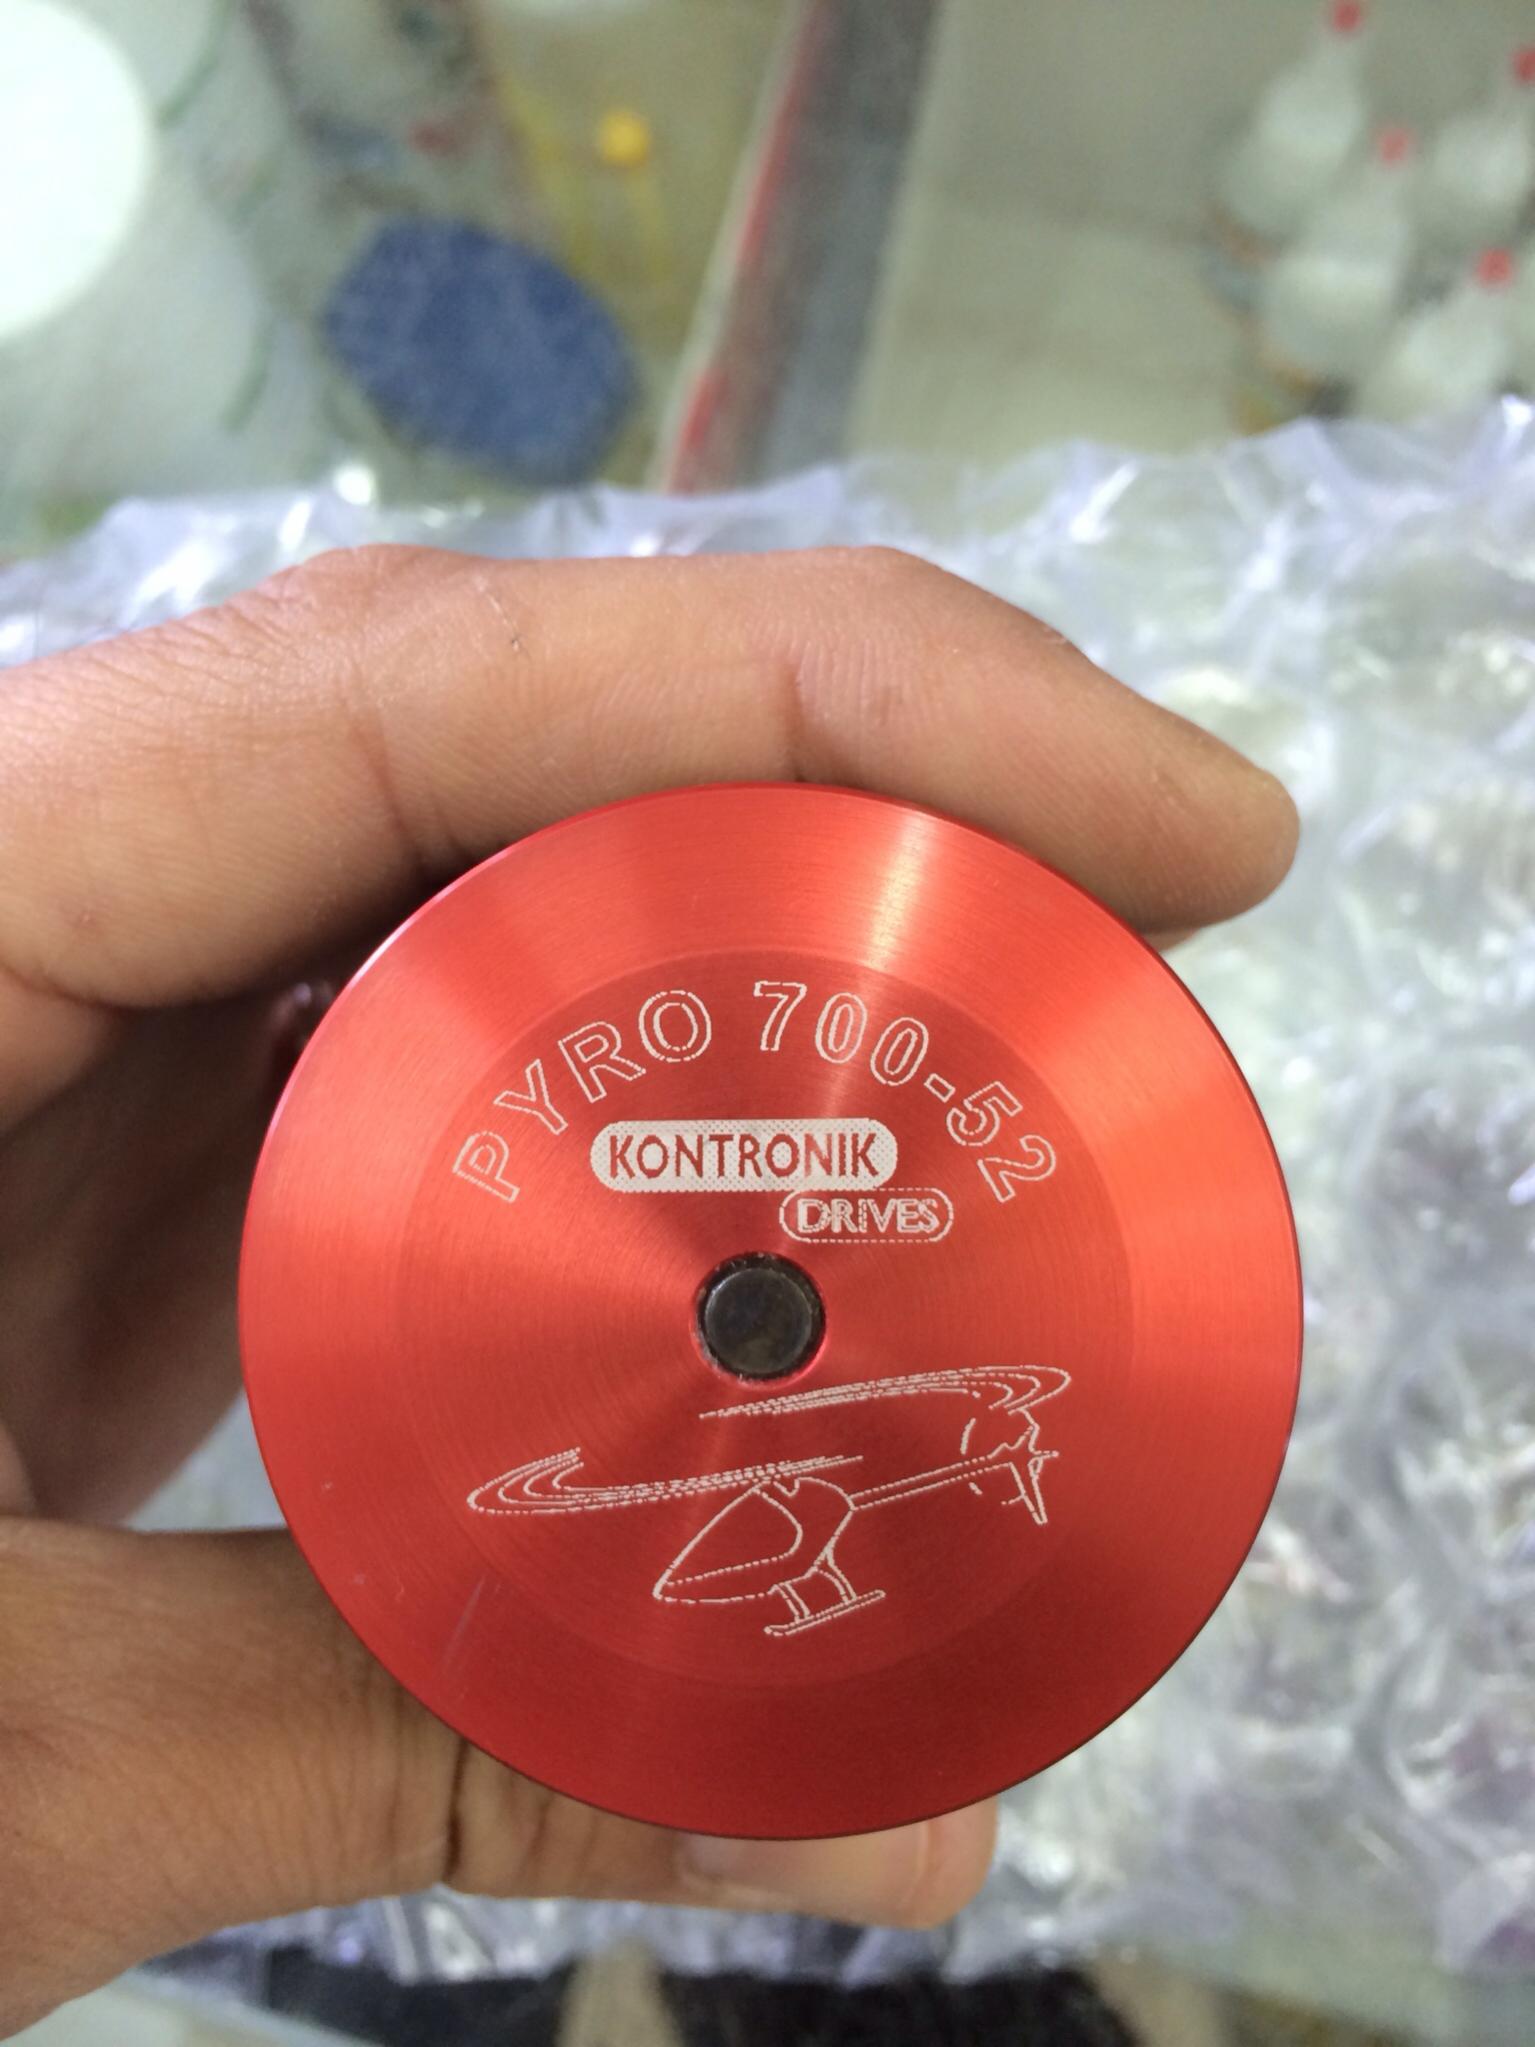 PYRO 700-52
KONTRONIK
DRIVES